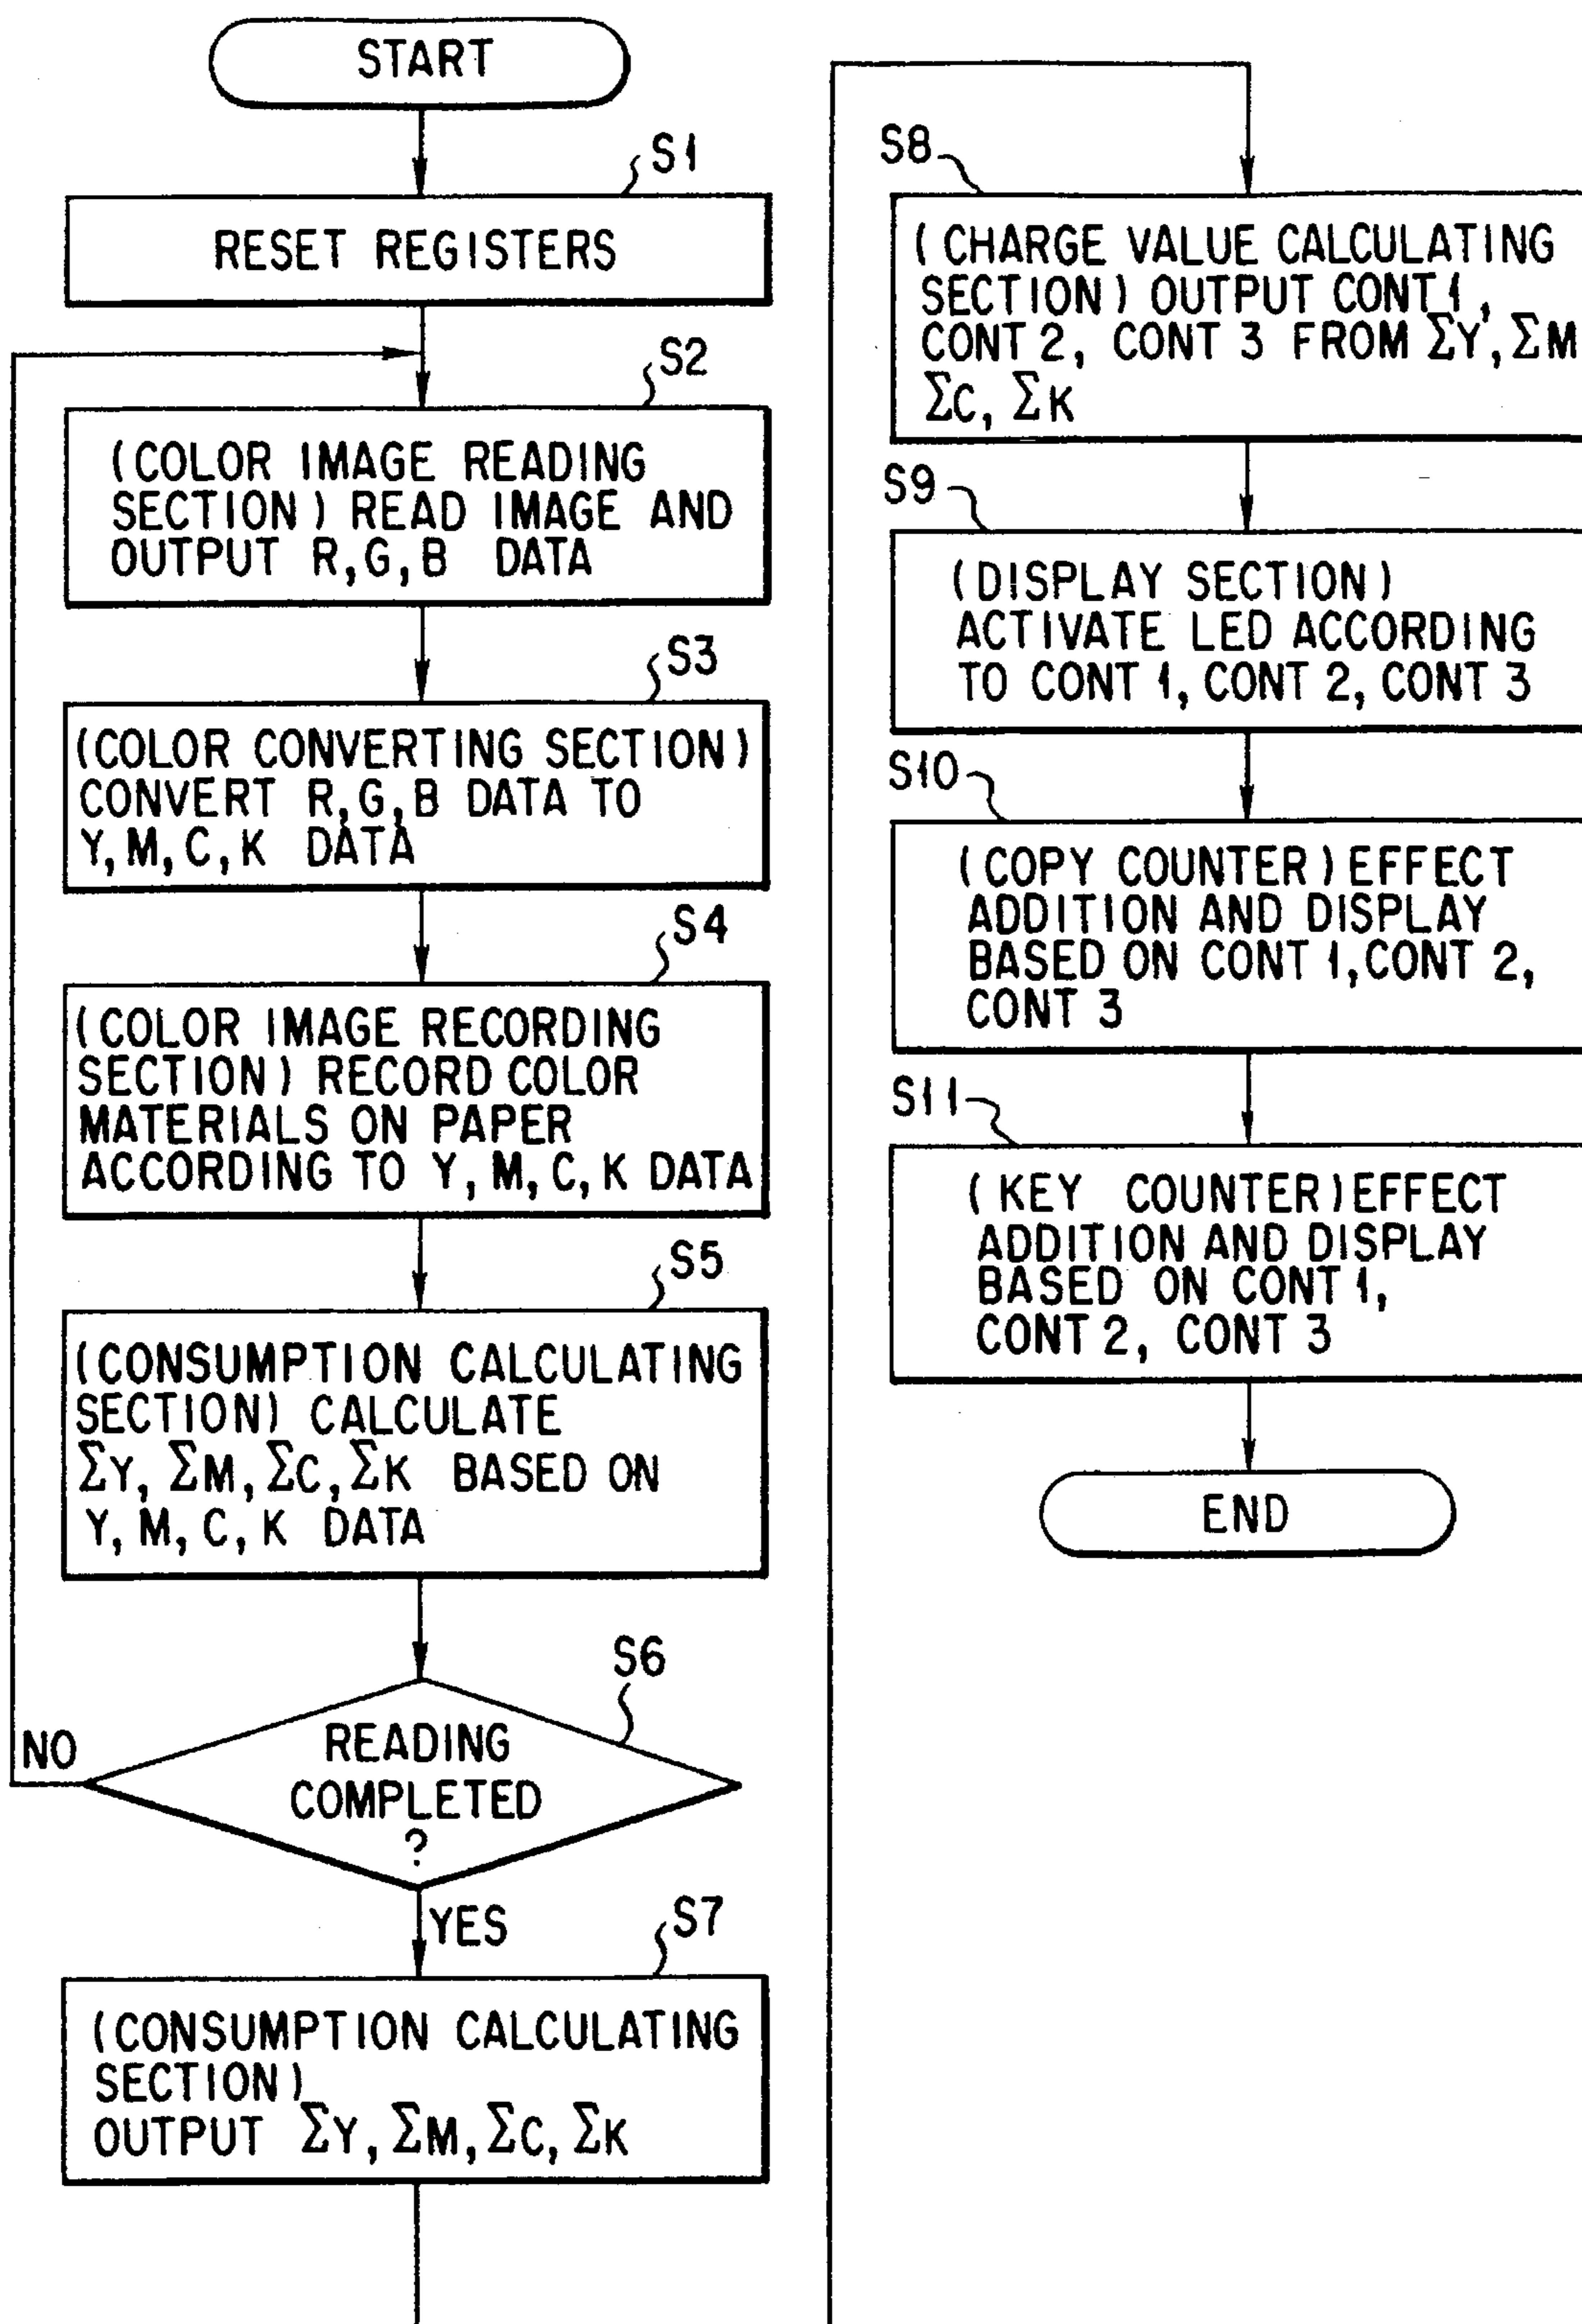 START
S1
RESET REGISTERS
S2
(COLOR IMAGE READING
SECTION) READ IMAGE AND
OUTPUT R,G,B DATA
S3
(COLOR CONVERTING SECTION)
CONVERT R,G,B DATA TO
Y,M,C,K DATA
S4
(COLOR IMAGE RECORDING
SECTION) RECORD COLOR
MATERIALS ON PAPER
ACCORDING TO Y, M, C, K DATA
S5
(CONSUMPTION CALCULATING
SECTION) CALCULATE
ΣY, ΣM, ΣC, ΣK BASED ON
Y, M, C, K DATA
S6
READING
COMPLETED
?
NO
YES
S7
(CONSUMPTION CALCULATING
SECTION)
OUTPUT ΣY, ΣM, ΣC, ΣK
S8
(CHARGE VALUE CALCULATING
SECTION) OUTPUT CONT 1,
CONT 2, CONT 3 FROM ΣY, ΣM
ΣC, ΣK
S9
(DISPLAY SECTION)
ACTIVATE LED ACCORDING
TO CONT 1, CONT 2, CONT 3
S10
(COPY COUNTER) EFFECT
ADDITION AND DISPLAY
BASED ON CONT 1, CONT 2,
CONT 3
S11
(KEY COUNTER) EFFECT
ADDITION AND DISPLAY
BASED ON CONT 1,
CONT 2, CONT 3
END